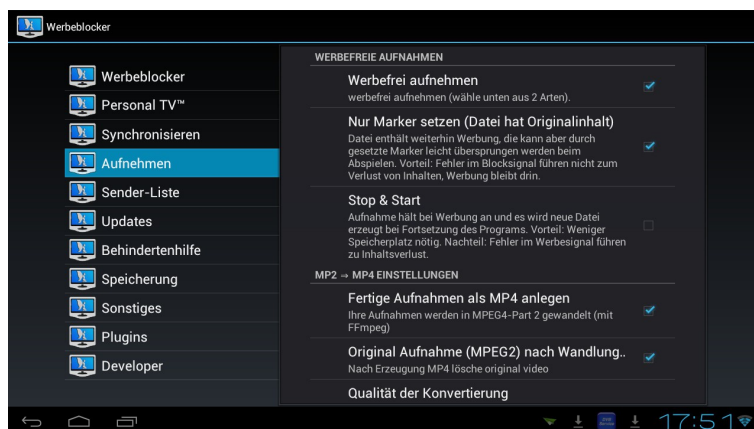 Werbeblocker
Werbeblocker
Personal TV™
Synchronisieren
Aufnehmen
Sender-Liste
Updates
Behindertenhilfe
Speicherung
Sonstiges
Plugins
Developer
WERBEFREIE AUFNAHMEN
Werbefrei aufnehmen
werbefrei aufnehmen (wähle unten aus 2 Arten).
Nur Marker setzen (Datei hat Originalinhalt)
Datei enthält weiterhin Werbung, die kann aber durch
gesetzte Marker leicht übersprungen werden beim
Abspielen. Vorteil: Fehler im Blocksignal führen nicht zum
Verlust von Inhalten, Werbung bleibt drin.
Stop & Start
Aufnahme hält bei Werbung an und es wird neue Datei
erzeugt bei Fortsetzung des Programs. Vorteil: Weniger
Speicherplatz nötig. Nachteil: Fehler im Werbesignal führen
zu Inhaltsverlust.
MP2 → MP4 EINSTELLUNGEN
Fertige Aufnahmen als MP4 anlegen
Ihre Aufnahmen werden in MPEG4-Part 2 gewandelt (mit
FFmpeg)
Original Aufnahme (MPEG2) nach Wandlung..
Nach Erzeugung MP4 lösche original video
Qualität der Konvertierung
17:51